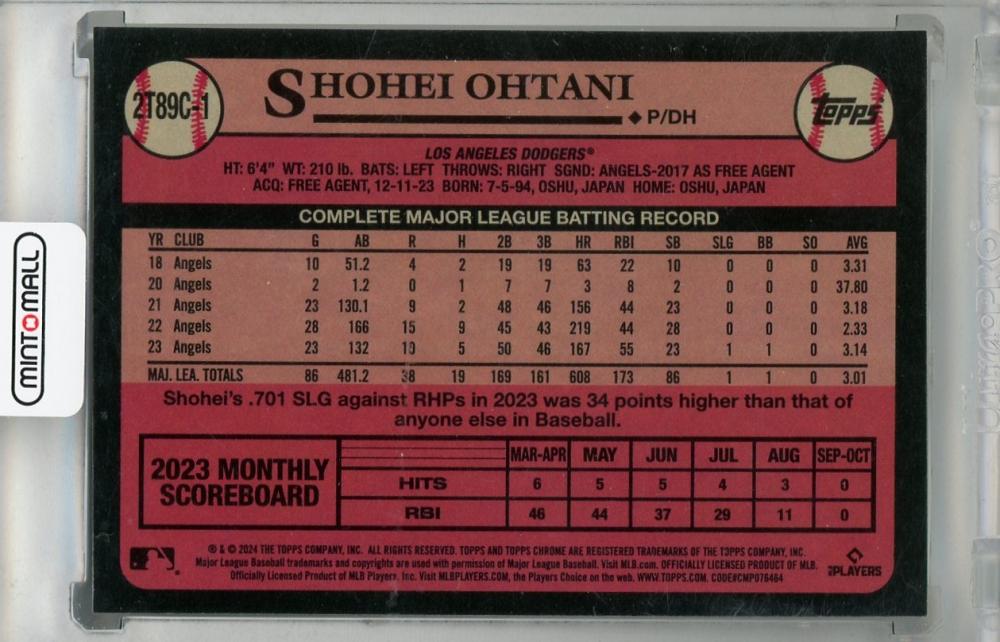 2T89C-1
SHOHEI OHTANI
P/DH
Topps
LOS ANGELES DODGERS®
HT: 6'4" WT: 210 lb. BATS: LEFT THROWS: RIGHT SGND: ANGELS-2017 AS FREE AGENT
ACQ: FREE AGENT, 12-11-23 BORN: 7-5-94, OSHU, JAPAN HOME: OSHU, JAPAN
COMPLETE MAJOR LEAGUE BATTING RECORD
YR CLUB G AB R H 2B 3B HR RBI SB SLG BB SO AVG
18 Angels 10 51.2 4 2 19 19 63 22 10 0 0 0 3.31
20 Angels 2 1.2 0 1 7 7 3 8 2 0 0 0 37.80
21 Angels 23 130.1 9 2 48 46 156 44 23 0 0 0 3.18
22 Angels 28 166 15 9 45 43 219 44 28 0 0 0 2.33
23 Angels 23 132 10 5 50 46 167 55 23 1 1 0 3.14
MAJ. LEA. TOTALS 86 481.2 38 19 169 161 608 173 86 1 1 0 3.01
Shohei's .701 SLG against RHPs in 2023 was 34 points higher than that of
anyone else in Baseball.
2023 MONTHLY
SCOREBOARD
MAR-APR MAY JUN JUL AUG SEP-OCT
HITS 6 5 5 4 3 0
RBI 46 44 37 29 11 0
® & © 2024 THE TOPPS COMPANY, INC. ALL RIGHTS RESERVED. TOPPS AND TOPPS CHROME ARE REGISTERED TRADEMARKS OF THE TOPPS COMPANY, INC.
Major League Baseball trademarks and copyrights are used with permission of Major League Baseball. Visit MLB.com. OFFICIALLY LICENSED PRODUCT OF MLB.
Officially Licensed Product of MLB Players, Inc. Visit MLBPLAYERS.COM, the Players Choice on the web. WWW.TOPPS.COM. CODE#CMP076464
PLAYERS
MINT MALL